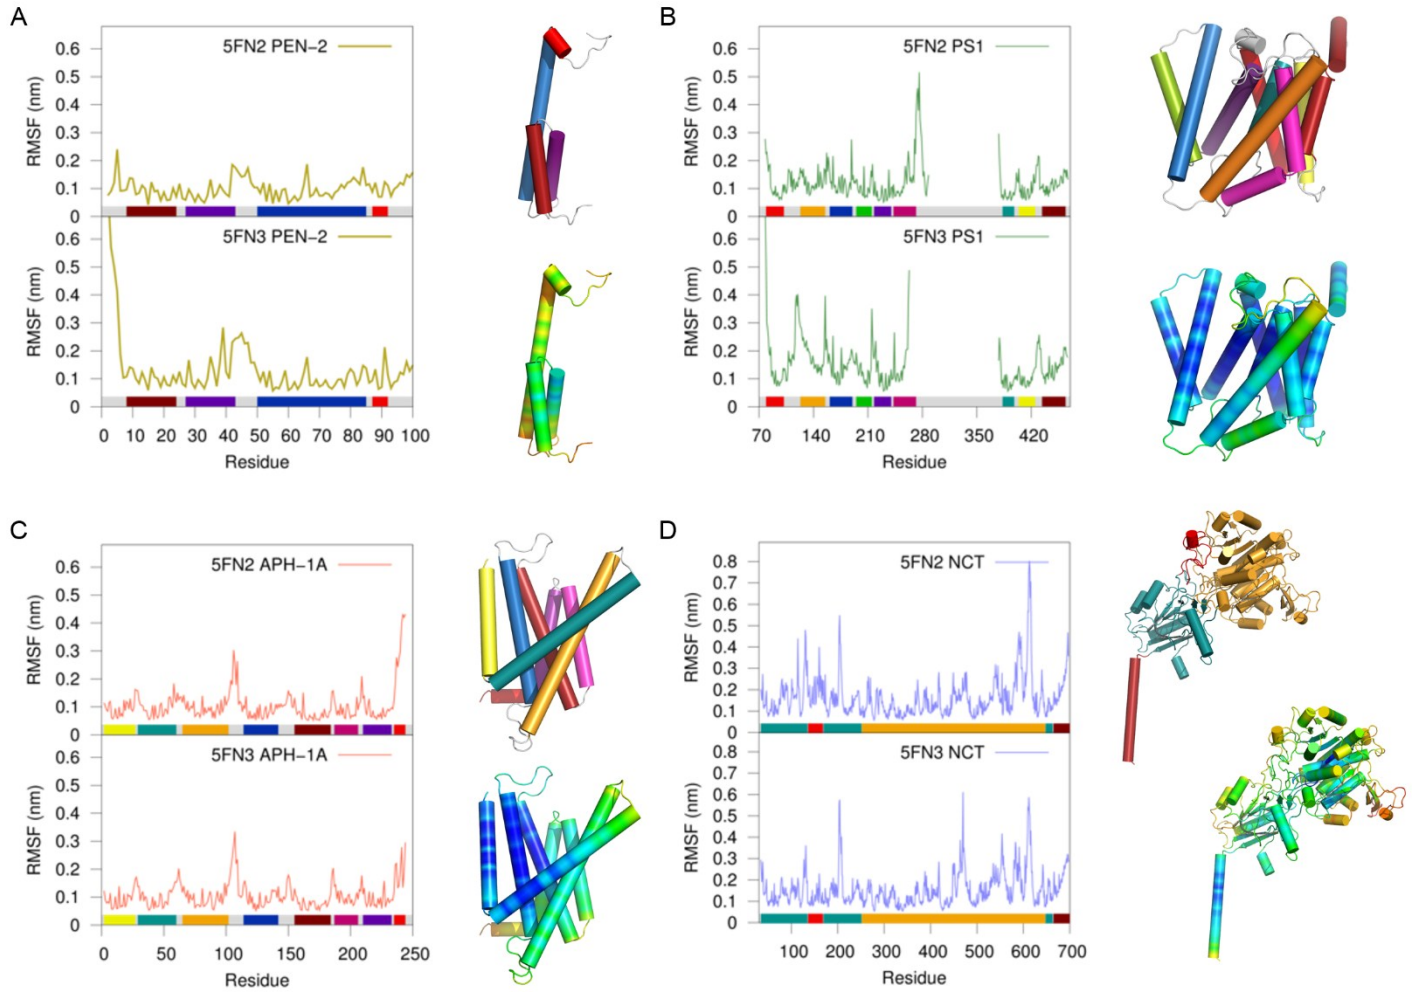 A
5FN2 PEN-2
RMSF (nm)
0.6
0.5
0.4
0.3
0.2
0.1
0
5FN3 PEN-2
RMSF (nm)
0.6
0.5
0.4
0.3
0.2
0.1
0
0 10 20 30 40 50 60 70 80 90 100
Residue
B
5FN2 PS1
RMSF (nm)
0.6
0.5
0.4
0.3
0.2
0.1
0
5FN3 PS1
RMSF (nm)
0.6
0.5
0.4
0.3
0.2
0.1
0
70 140 210 280 350 420
Residue
C
5FN2 APH-1A
RMSF (nm)
0.6
0.5
0.4
0.3
0.2
0.1
0
5FN3 APH-1A
RMSF (nm)
0.6
0.5
0.4
0.3
0.2
0.1
0
0 50 100 150 200 250
Residue
D
5FN2 NCT
RMSF (nm)
0.8
0.7
0.6
0.5
0.4
0.3
0.2
0.1
0
5FN3 NCT
RMSF (nm)
0.8
0.7
0.6
0.5
0.4
0.3
0.2
0.1
0
100 200 300 400 500 600 700
Residue